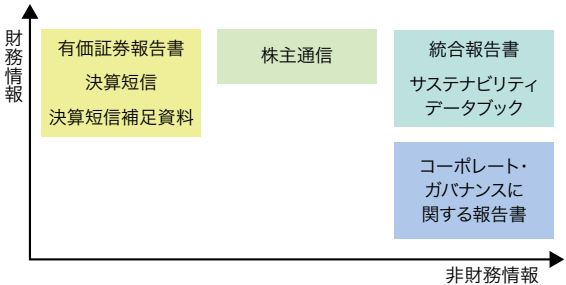 財務情報
有価証券報告書
決算短信
決算短信補足資料
株主通信
統合報告書
サステナビリティ
データブック
コーポレート・
ガバナンスに
関する報告書
非財務情報